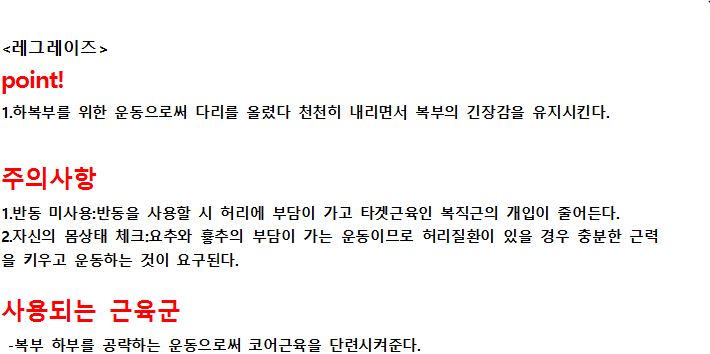 <레그레이즈>
point!
1.하복부를 위한 운동으로써 다리를 올렸다 천천히 내리면서 복부의 긴장감을 유지시킨다.
주의사항
1.반동 미사용:반동을 사용할 시 허리에 부담이 가고 타겟근육인 복직근의 개입이 줄어든다.
2.자신의 몸상태 체크:요추와 흉추의 부담이 가는 운동이므로 허리질환이 있을 경우 충분한 근력
을 키우고 운동하는 것이 요구된다.
사용되는 근육군
-복부 하부를 공략하는 운동으로써 코어근육을 단련시켜준다.